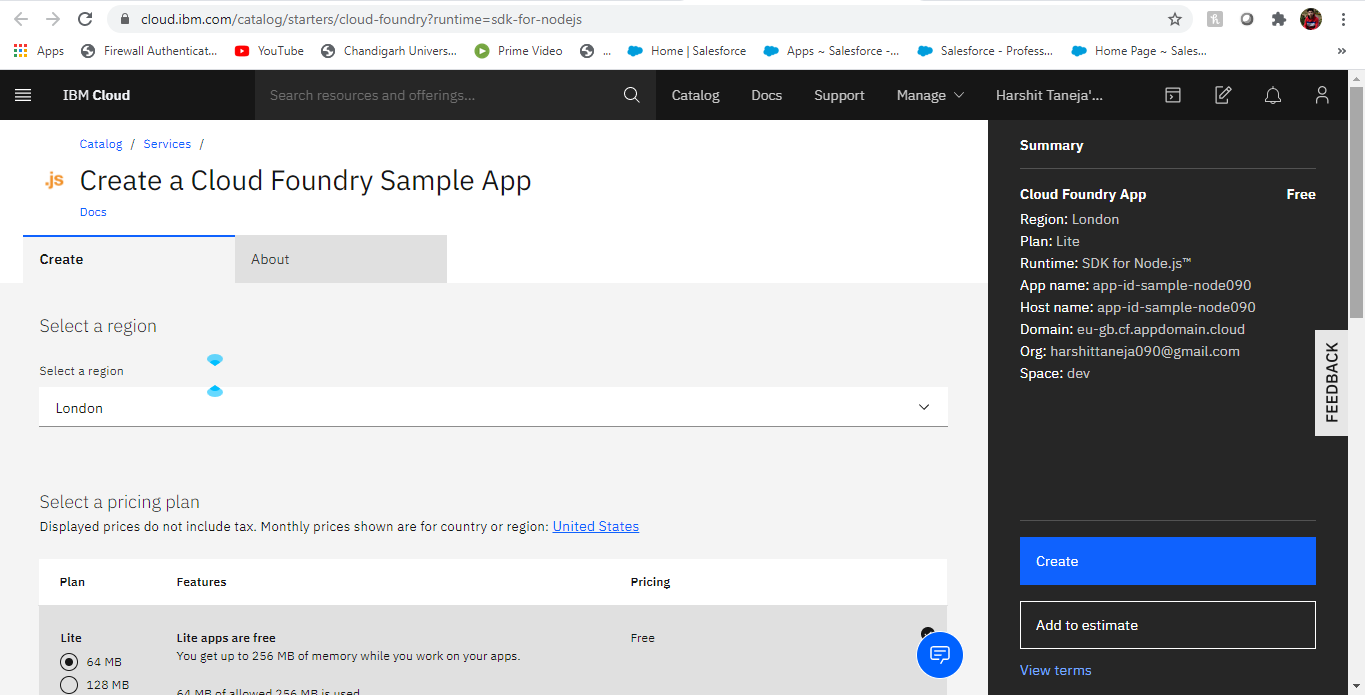 cloud.ibm.com/catalog/starters/cloud-foundry?runtime=sdk-for-nodejs
Apps Firewall Authenticat... YouTube Chandigarh Univers... Prime Video ... Home | Salesforce Apps ~ Salesforce -... Salesforce - Profess... Home Page ~ Sales... »
IBM Cloud Search resources and offerings... Catalog Docs Support Manage Harshit Taneja'...
Catalog / Services /
.js Create a Cloud Foundry Sample App
Docs
Create About
Select a region
Select a region
London
Select a pricing plan
Displayed prices do not include tax. Monthly prices shown are for country or region: United States
Plan Features Pricing
Lite Lite apps are free Free
You get up to 256 MB of memory while you work on your apps.
64 MB
128 MB
64 MB of allowed 256 MB is used
Summary
Cloud Foundry App Free
Region: London
Plan: Lite
Runtime: SDK for Node.js™
App name: app-id-sample-node090
Host name: app-id-sample-node090
Domain: eu-gb.cf.appdomain.cloud
Org: harshittaneja090@gmail.com
Space: dev
FEEDBACK
Create
Add to estimate
View terms